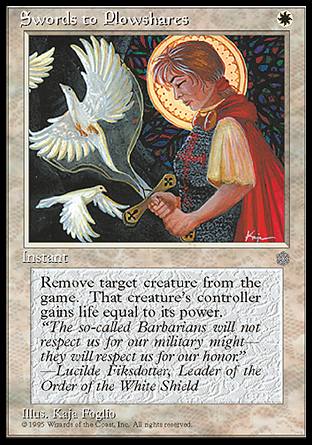 Swords to Plowshares
Kaja
Instant
Remove target creature from the
game. That creature's controller
gains life equal to its power.
"The so-called Barbarians will not
respect us for our military might—
they will respect us for our honor."
—Lucilde Fiksdotter, Leader of the
Order of the White Shield
Illus. Kaja Foglio
©1995 Wizards of the Coast, Inc. All rights reserved.